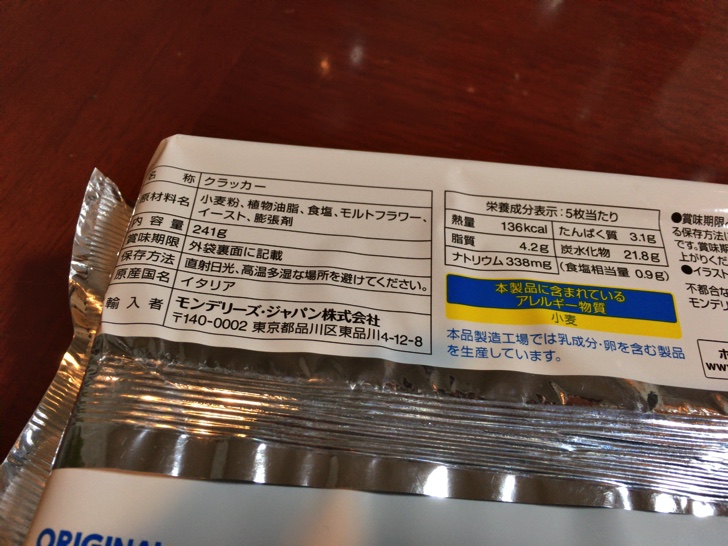 名 称 クラッカー
原材料名 小麦粉、植物油脂、食塩、モルトフラワー、
イースト、膨張剤
内 容 量 241g
賞味期限 外袋裏面に記載
保存方法 直射日光、高温多湿な場所を避けてください。
原産国名 イタリア
輸 入 者 モンデリーズ・ジャパン株式会社
〒140-0002 東京都品川区東品川4-12-8
栄養成分表示:5枚当たり
熱量 136kcal たんぱく質 3.1g
脂質 4.2g 炭水化物 21.8g
ナトリウム 338mg (食塩相当量 0.9g)
本製品に含まれている
アレルギー物質
小麦
本品製造工場では乳成分・卵を含む製品
を生産しています。
●賞味期限
る保存方法に
です。賞味期
上がりくだ
●イラス
不都合な
モンデリ
ホ
www
ORIGINAL